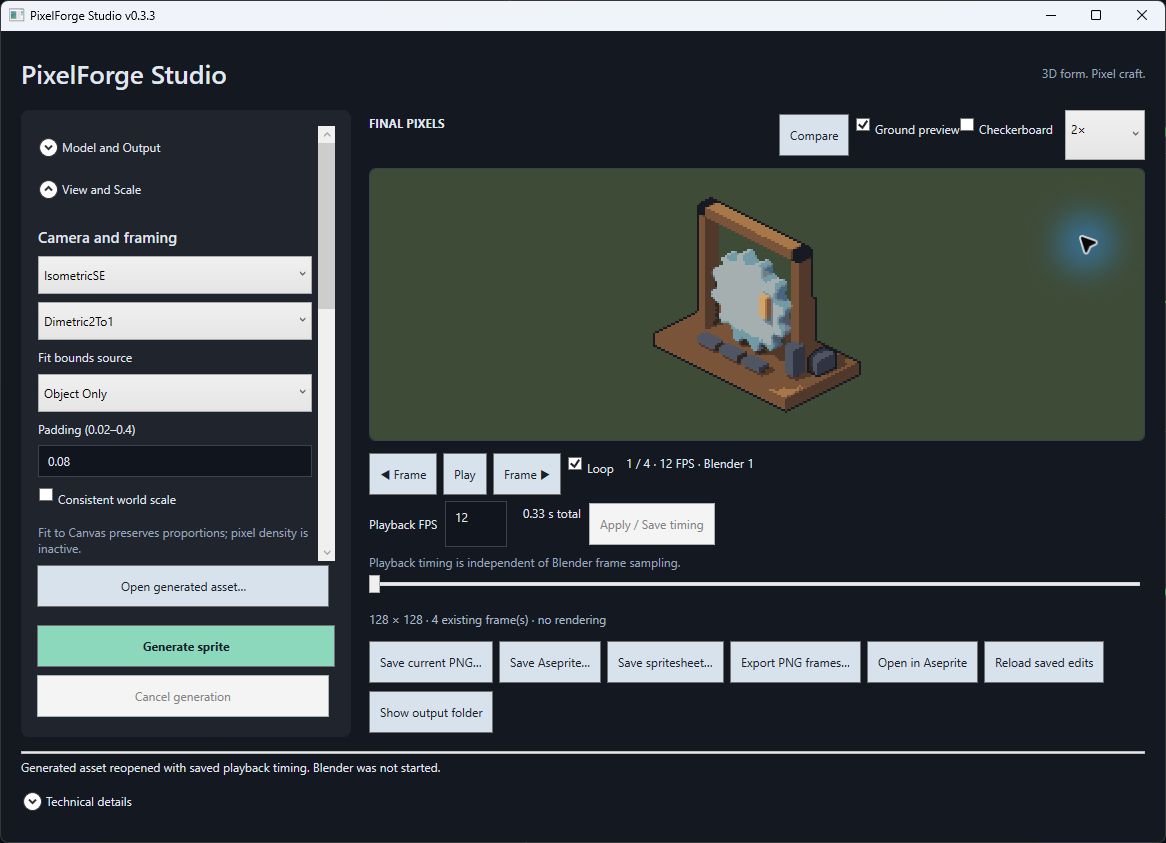 PixelForge Studio v0.3.3
PixelForge Studio
3D form. Pixel craft.
Model and Output
View and Scale
Camera and framing
IsometricSE
Dimetric2To1
Fit bounds source
Object Only
Padding (0.02–0.4)
0.08
Consistent world scale
Fit to Canvas preserves proportions; pixel density is
inactive.
Open generated asset...
Generate sprite
Cancel generation
FINAL PIXELS
Compare
Ground preview
Checkerboard
2×
◀ Frame
Play
Frame ▶
Loop
1 / 4 · 12 FPS · Blender 1
Playback FPS
12
0.33 s total
Apply / Save timing
Playback timing is independent of Blender frame sampling.
128 × 128 · 4 existing frame(s) · no rendering
Save current PNG...
Save Aseprite...
Save spritesheet...
Export PNG frames...
Open in Aseprite
Reload saved edits
Show output folder
Generated asset reopened with saved playback timing. Blender was not started.
Technical details